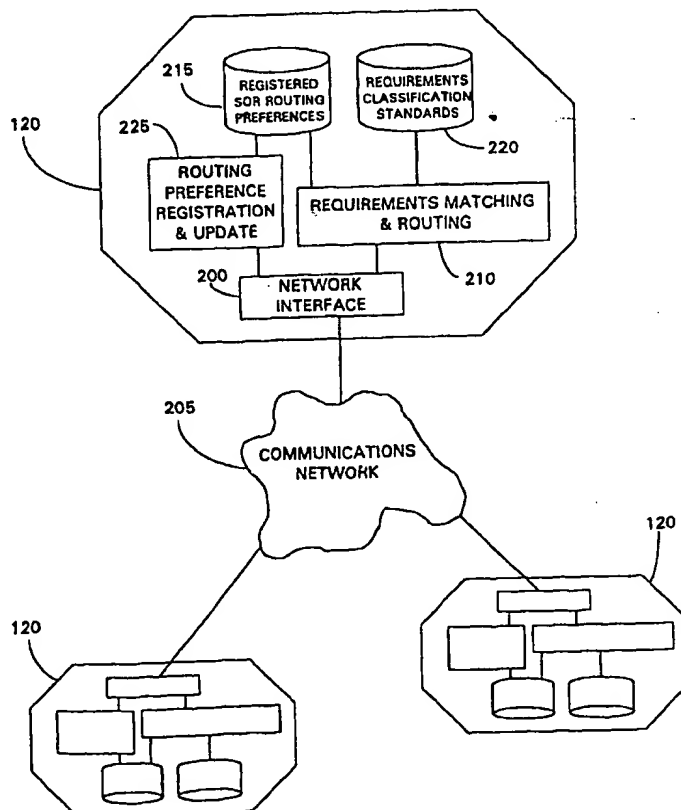 215
REGISTERED
SOR ROUTING
PREFERENCES
REQUIREMENTS
CLASSIFICATION
STANDARDS
120
225
220
ROUTING
PREFERENCE
REGISTRATION
& UPDATE
REQUIREMENTS MATCHING
& ROUTING
200
210
NETWORK
INTERFACE
205
COMMUNICATIONS
NETWORK
120
120